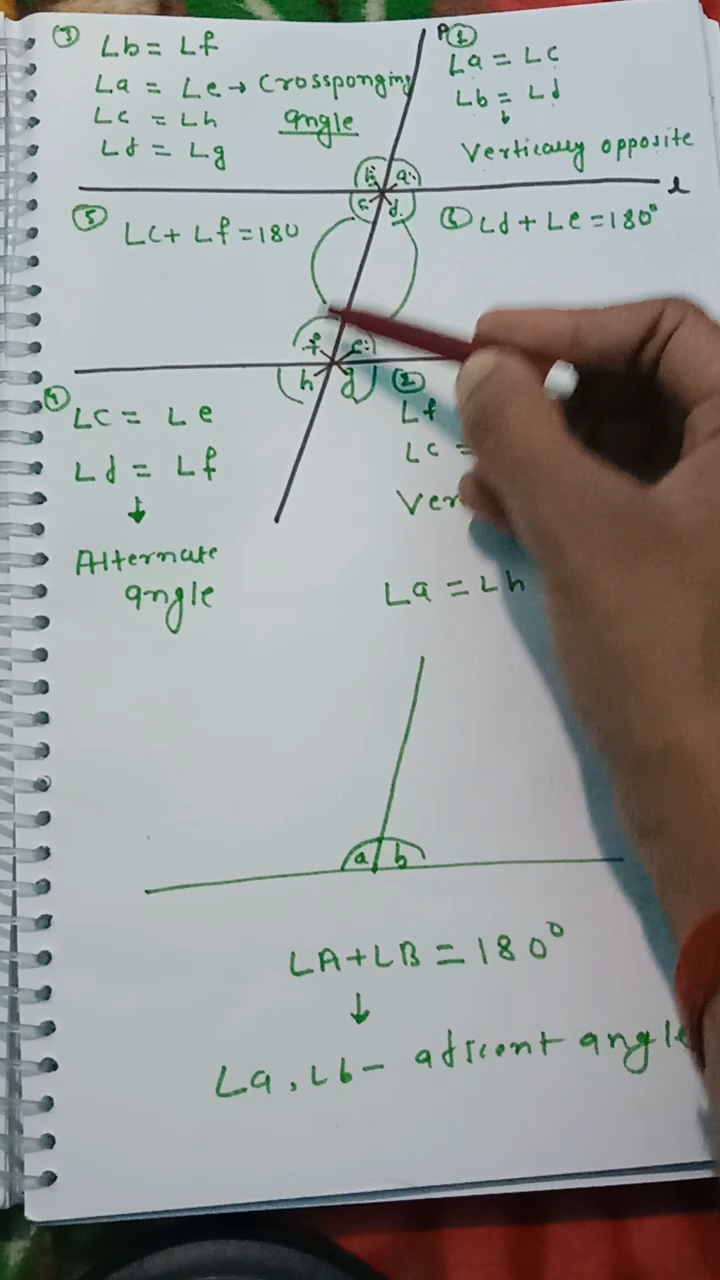 ③ ∠b = ∠f
∠a = ∠e → Crossponging
angle
∠c = ∠h
∠d = ∠g
P
①
∠a = ∠c
∠b = ∠d
↓
Vertically opposite
b a
c d
l
⑤ ∠c + ∠f = 180
⑥ ∠d + ∠e = 180°
f e
h d
④ ∠c = ∠e
∠d = ∠f
↓
Alternate
angle
②
∠f
∠c =
Ver
∠a = ∠h
a b
∠A + ∠B = 180°
↓
∠a, ∠b - adjcent angle